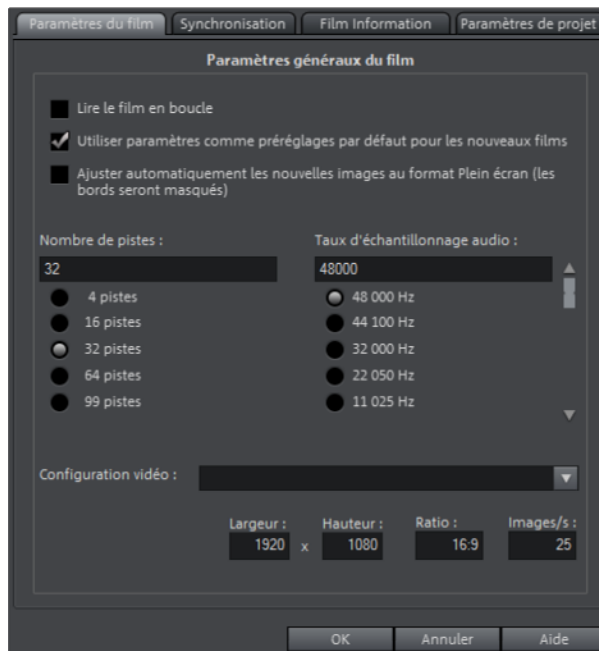 Paramètres du film Synchronisation Film Information Paramètres de projet
Paramètres généraux du film
Lire le film en boucle
Utiliser paramètres comme préréglages par défaut pour les nouveaux films
Ajuster automatiquement les nouvelles images au format Plein écran (les
bords seront masqués)
Nombre de pistes : Taux d'échantillonnage audio :
32 48000
4 pistes 48 000 Hz
16 pistes 44 100 Hz
32 pistes 32 000 Hz
64 pistes 22 050 Hz
99 pistes 11 025 Hz
Configuration vidéo :
Largeur : Hauteur : Ratio : Images/s :
1920 x 1080 16:9 25
OK Annuler Aide